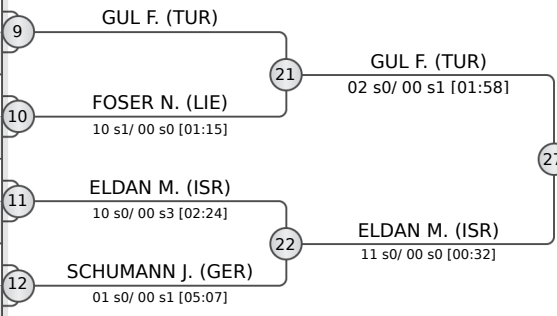 GUL F. (TUR)
9
GUL F. (TUR)
21
02 s0/ 00 s1 [01:58]
FOSER N. (LIE)
10
10 s1/ 00 s0 [01:15]
27
ELDAN M. (ISR)
11
10 s0/ 00 s3 [02:24]
ELDAN M. (ISR)
22
11 s0/ 00 s0 [00:32]
SCHUMANN J. (GER)
12
01 s0/ 00 s1 [05:07]